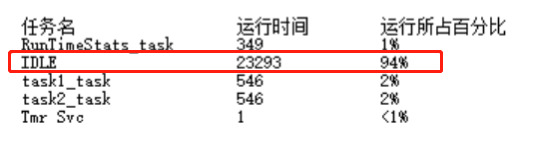 任务名 运行时间 运行所占百分比
RunTimeStats_task 349 1%
IDLE 23293 94%
task1_task 546 2%
task2_task 546 2%
Tmr Svc 1 <1%